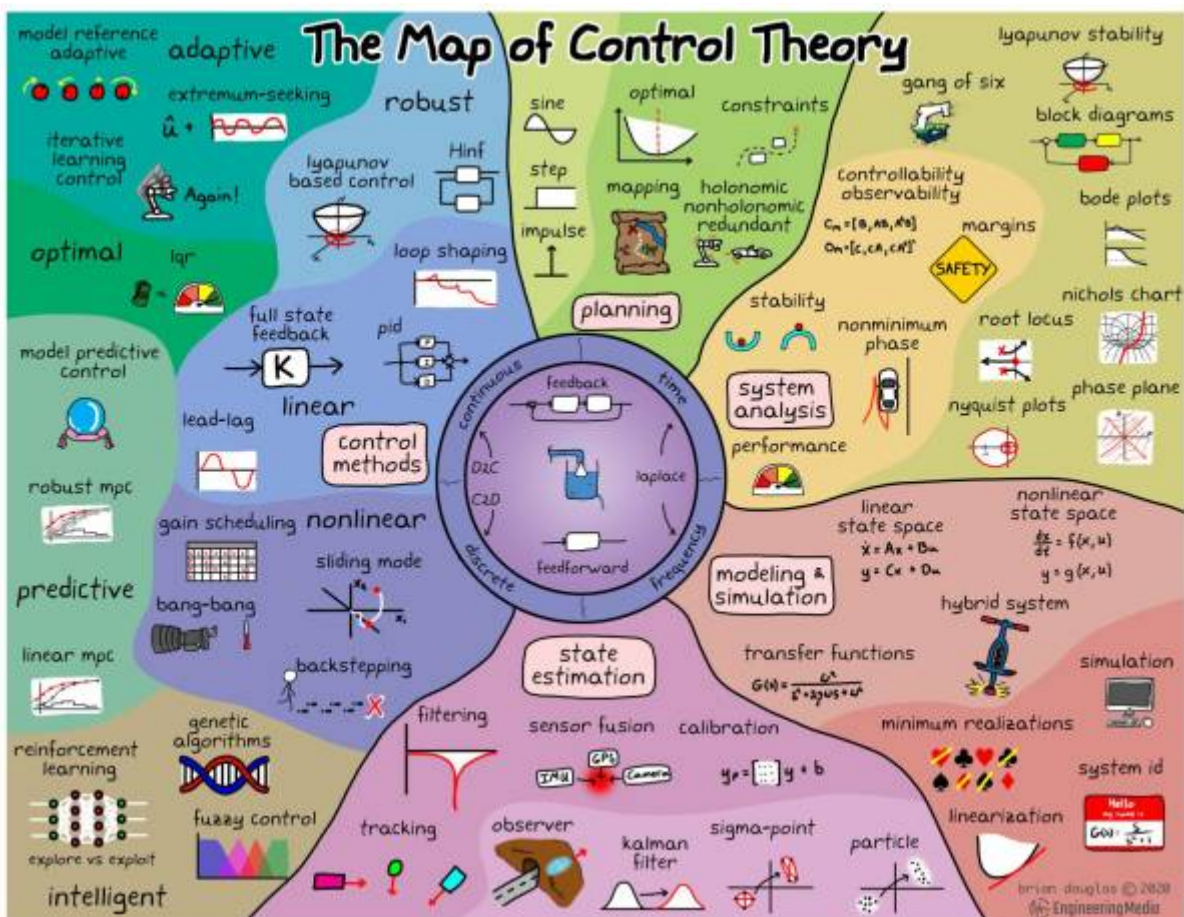 The Map of Control Theory
model reference
adaptive
adaptive
extremum-seeking
û +
iterative
learning
control
Again!
robust
Hinf
lyapunov
based control
loop shaping
optimal
lqr
full state
feedback
K
pid
linear
lead-lag
control
methods
model predictive
control
robust mpc
predictive
linear mpc
gain scheduling
nonlinear
sliding mode
bang-bang
backstepping
X
reinforcement
learning
explore vs exploit
intelligent
genetic
algorithms
fuzzy control
sine
step
impulse
optimal
constraints
mapping
holonomic
nonholonomic
redundant
planning
continuous
time
frequency
discrete
feedback
D2C
C2D
laplace
feedforward
gang of six
lyapunov stability
block diagrams
controllability
observability
margins
SAFETY
bode plots
stability
nonminimum
phase
root locus
nichols chart
system
analysis
nyquist plots
phase plane
performance
linear
state space
ẋ = Ax + Bu
y = Cx + Du
nonlinear
state space
dx/dt = f(x, u)
y = g(x, u)
modeling &
simulation
hybrid system
transfer functions
simulation
minimum realizations
system id
Hello
linearization
state
estimation
filtering
sensor fusion
IMU
GPS
Camera
calibration
tracking
observer
kalman
filter
sigma-point
particle
brian douglas © 2020
EngineeringMedia